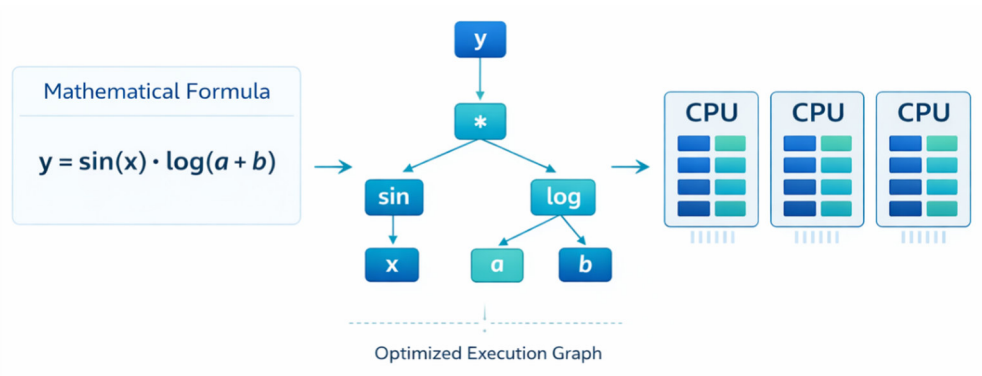 Mathematical Formula
y = sin(x) · log(a + b)
y
*
sin
log
x
a
b
Optimized Execution Graph
CPU
CPU
CPU